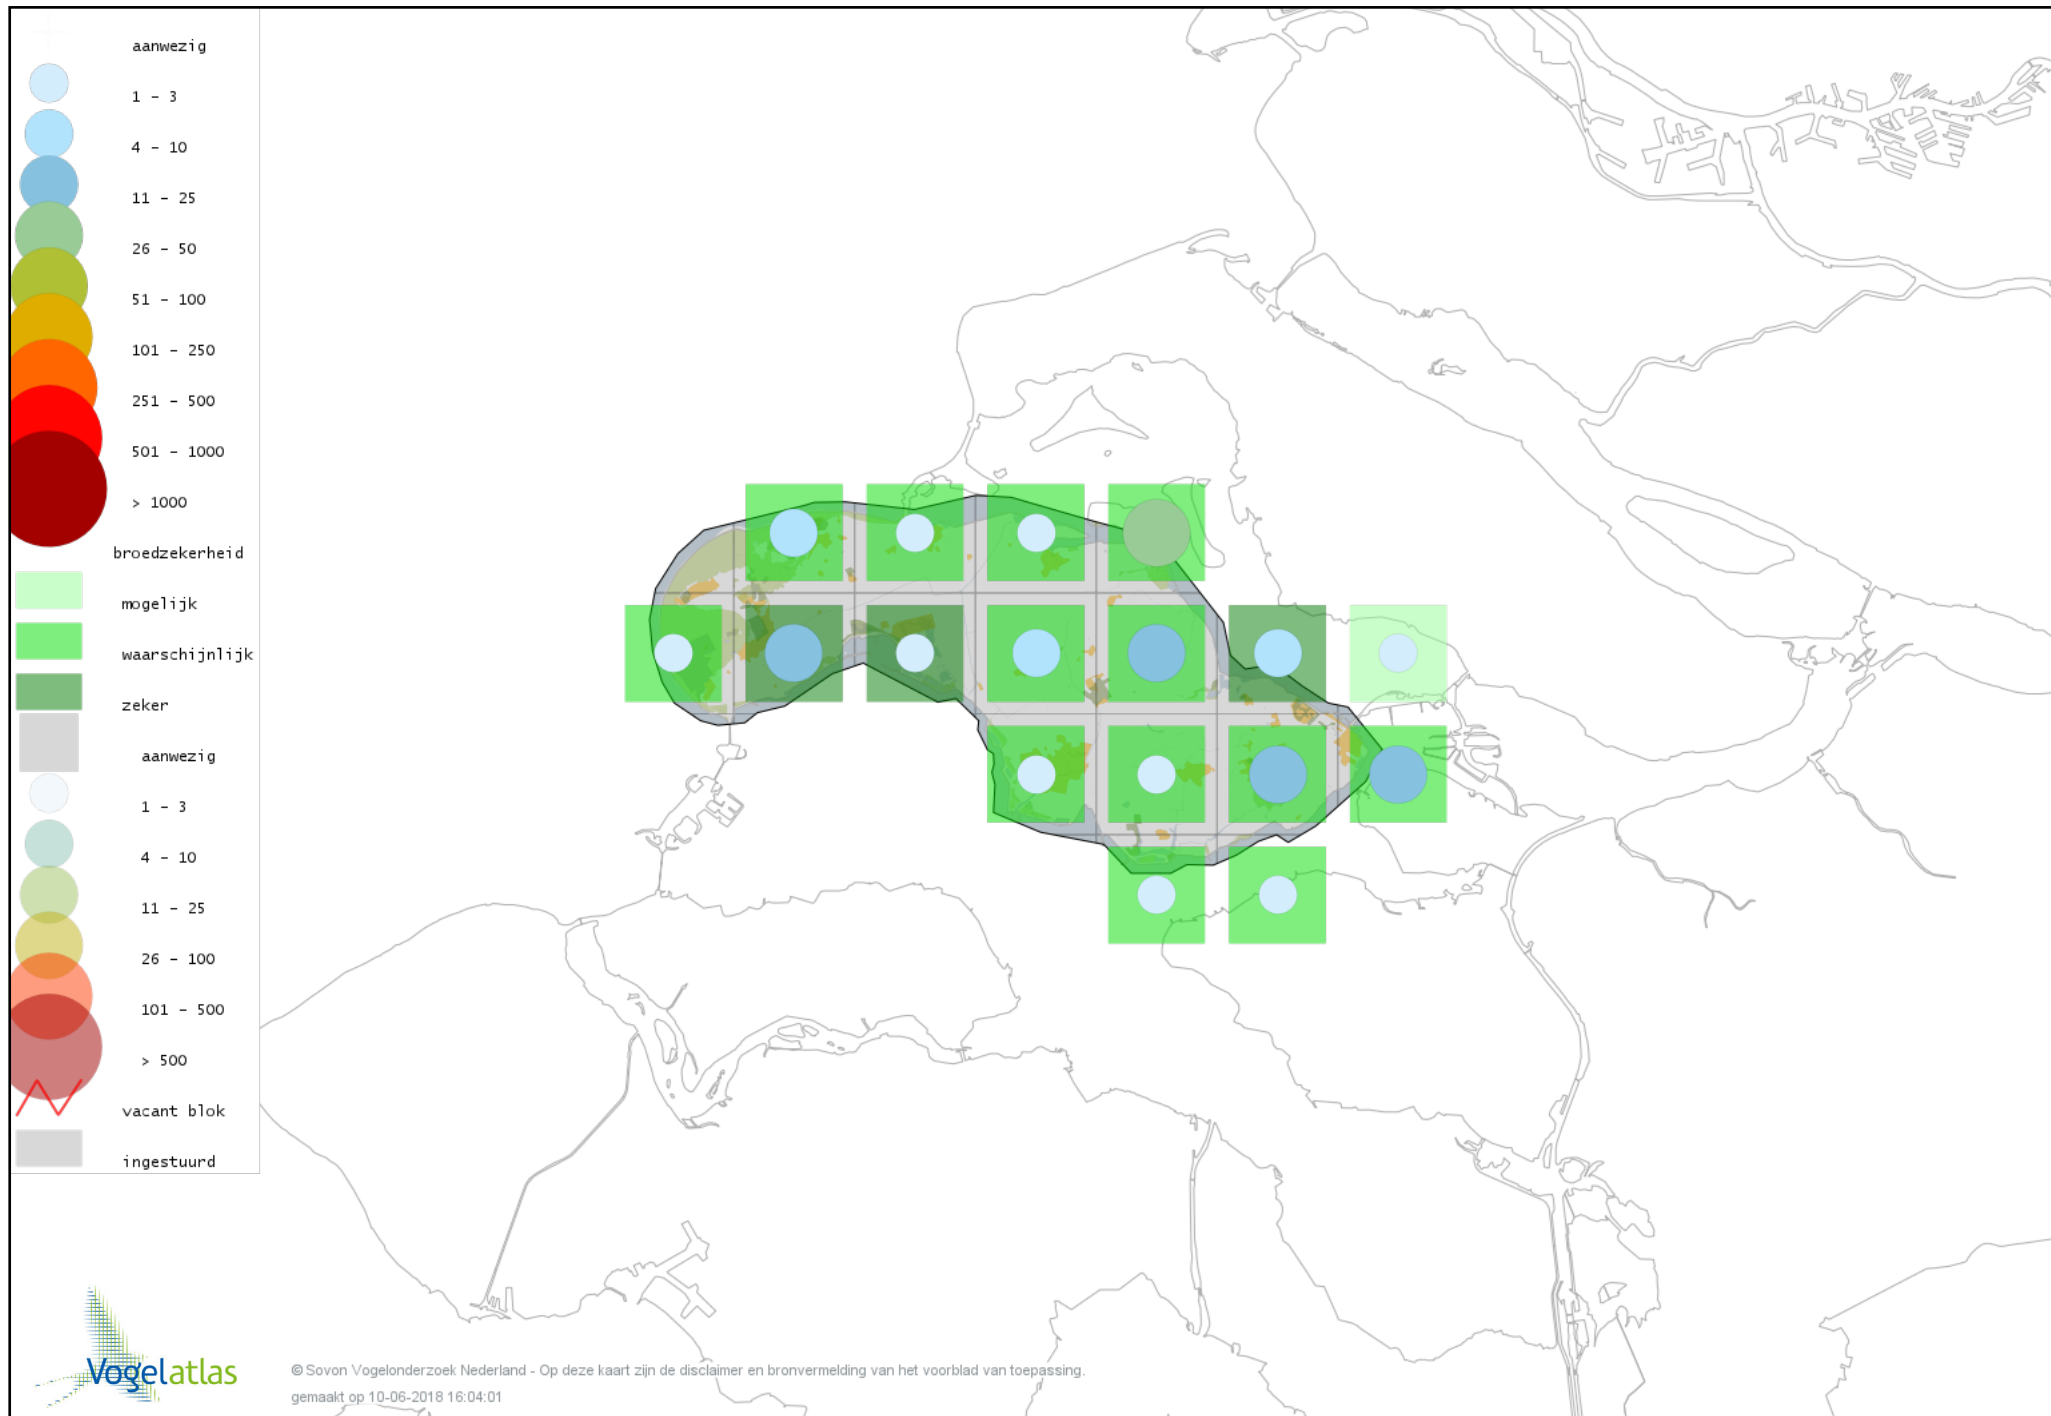 aanwezig
1 - 3
4 - 10
11 - 25
26 - 50
51 - 100
101 - 250
251 - 500
501 - 1000
> 1000
broedzekerheid
mogelijk
waarschijnlijk
zeker
aanwezig
1 - 3
4 - 10
11 - 25
26 - 100
101 - 500
> 500
vacant blok
ingestuurd
Vogelatlas
© Sovon Vogelonderzoek Nederland - Op deze kaart zijn de disclaimer en bronvermelding van het voorblad van toepassing.
gemaakt op 10-06-2018 16:04:01